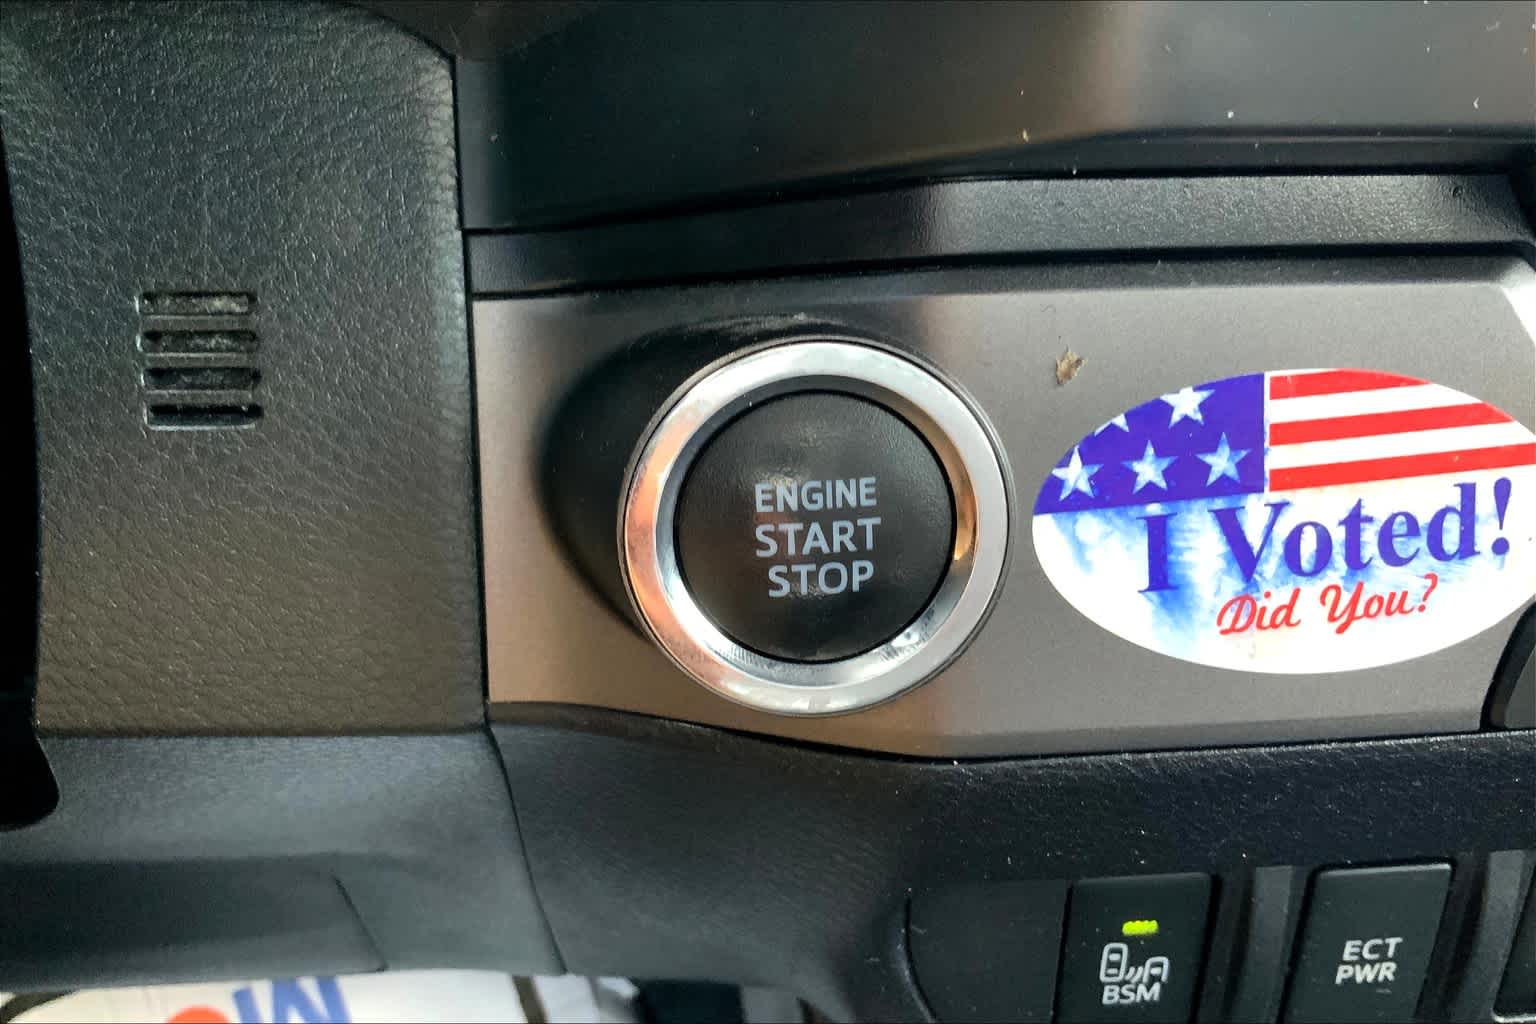 ENGINE
START
STOP
I Voted!
Did You?
BSM
ECT
PWR